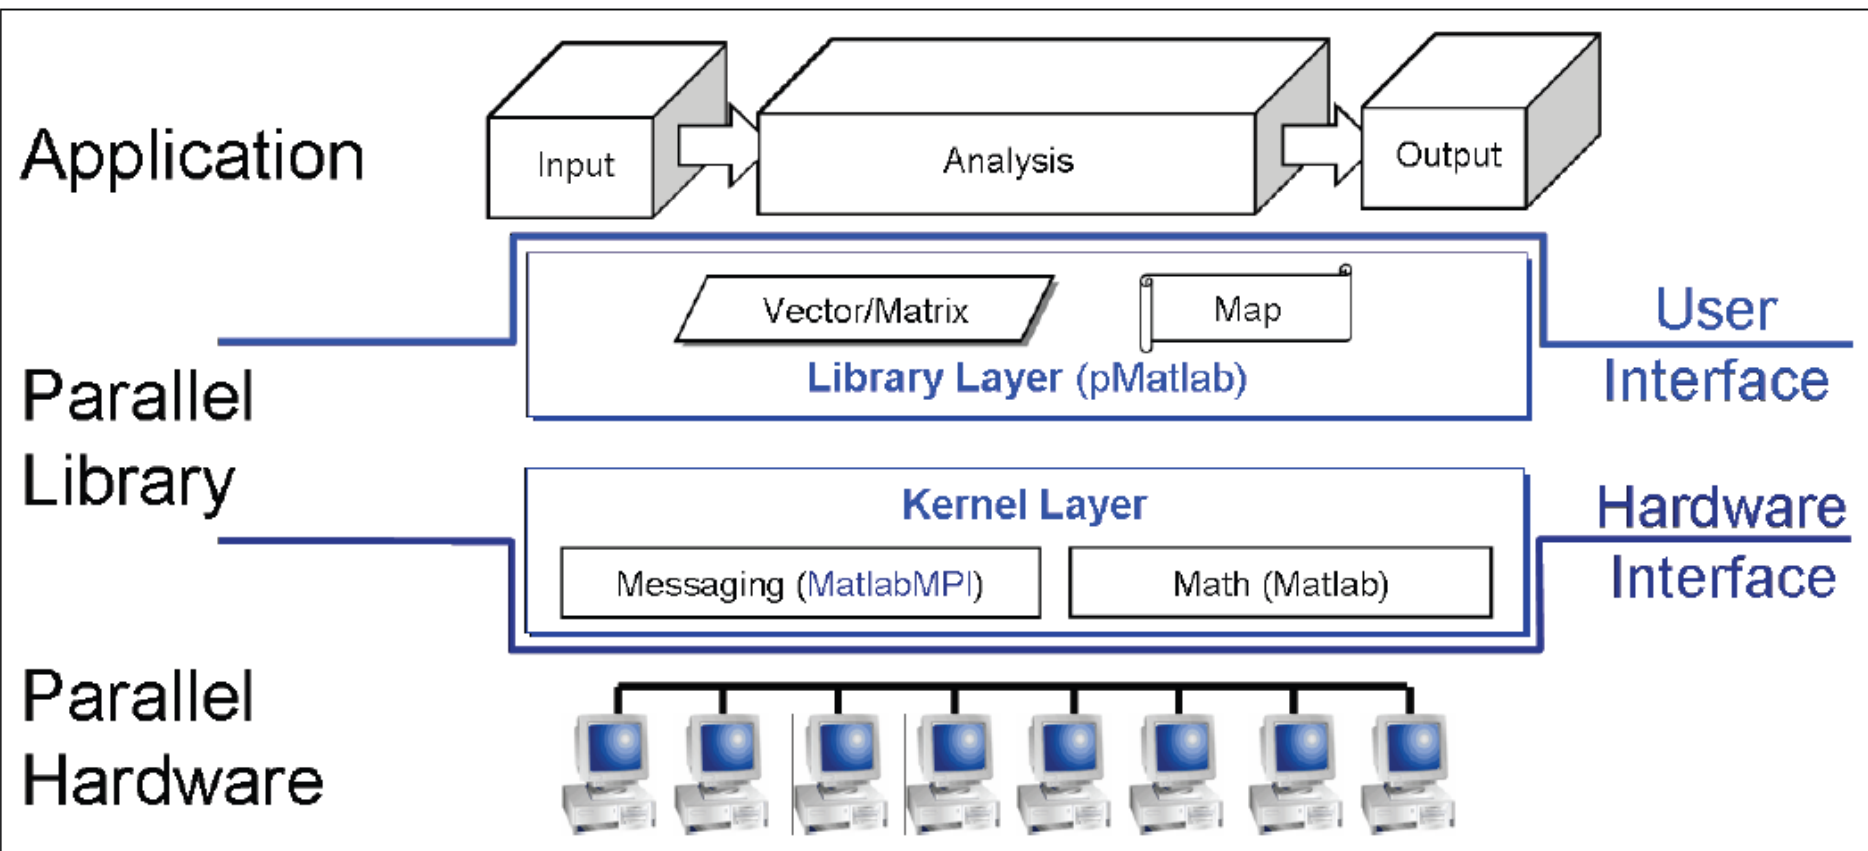 Application
Input
Analysis
Output
Vector/Matrix
Map
Library Layer (pMatlab)
User
Interface
Parallel
Library
Kernel Layer
Messaging (MatlabMPI)
Math (Matlab)
Hardware
Interface
Parallel
Hardware